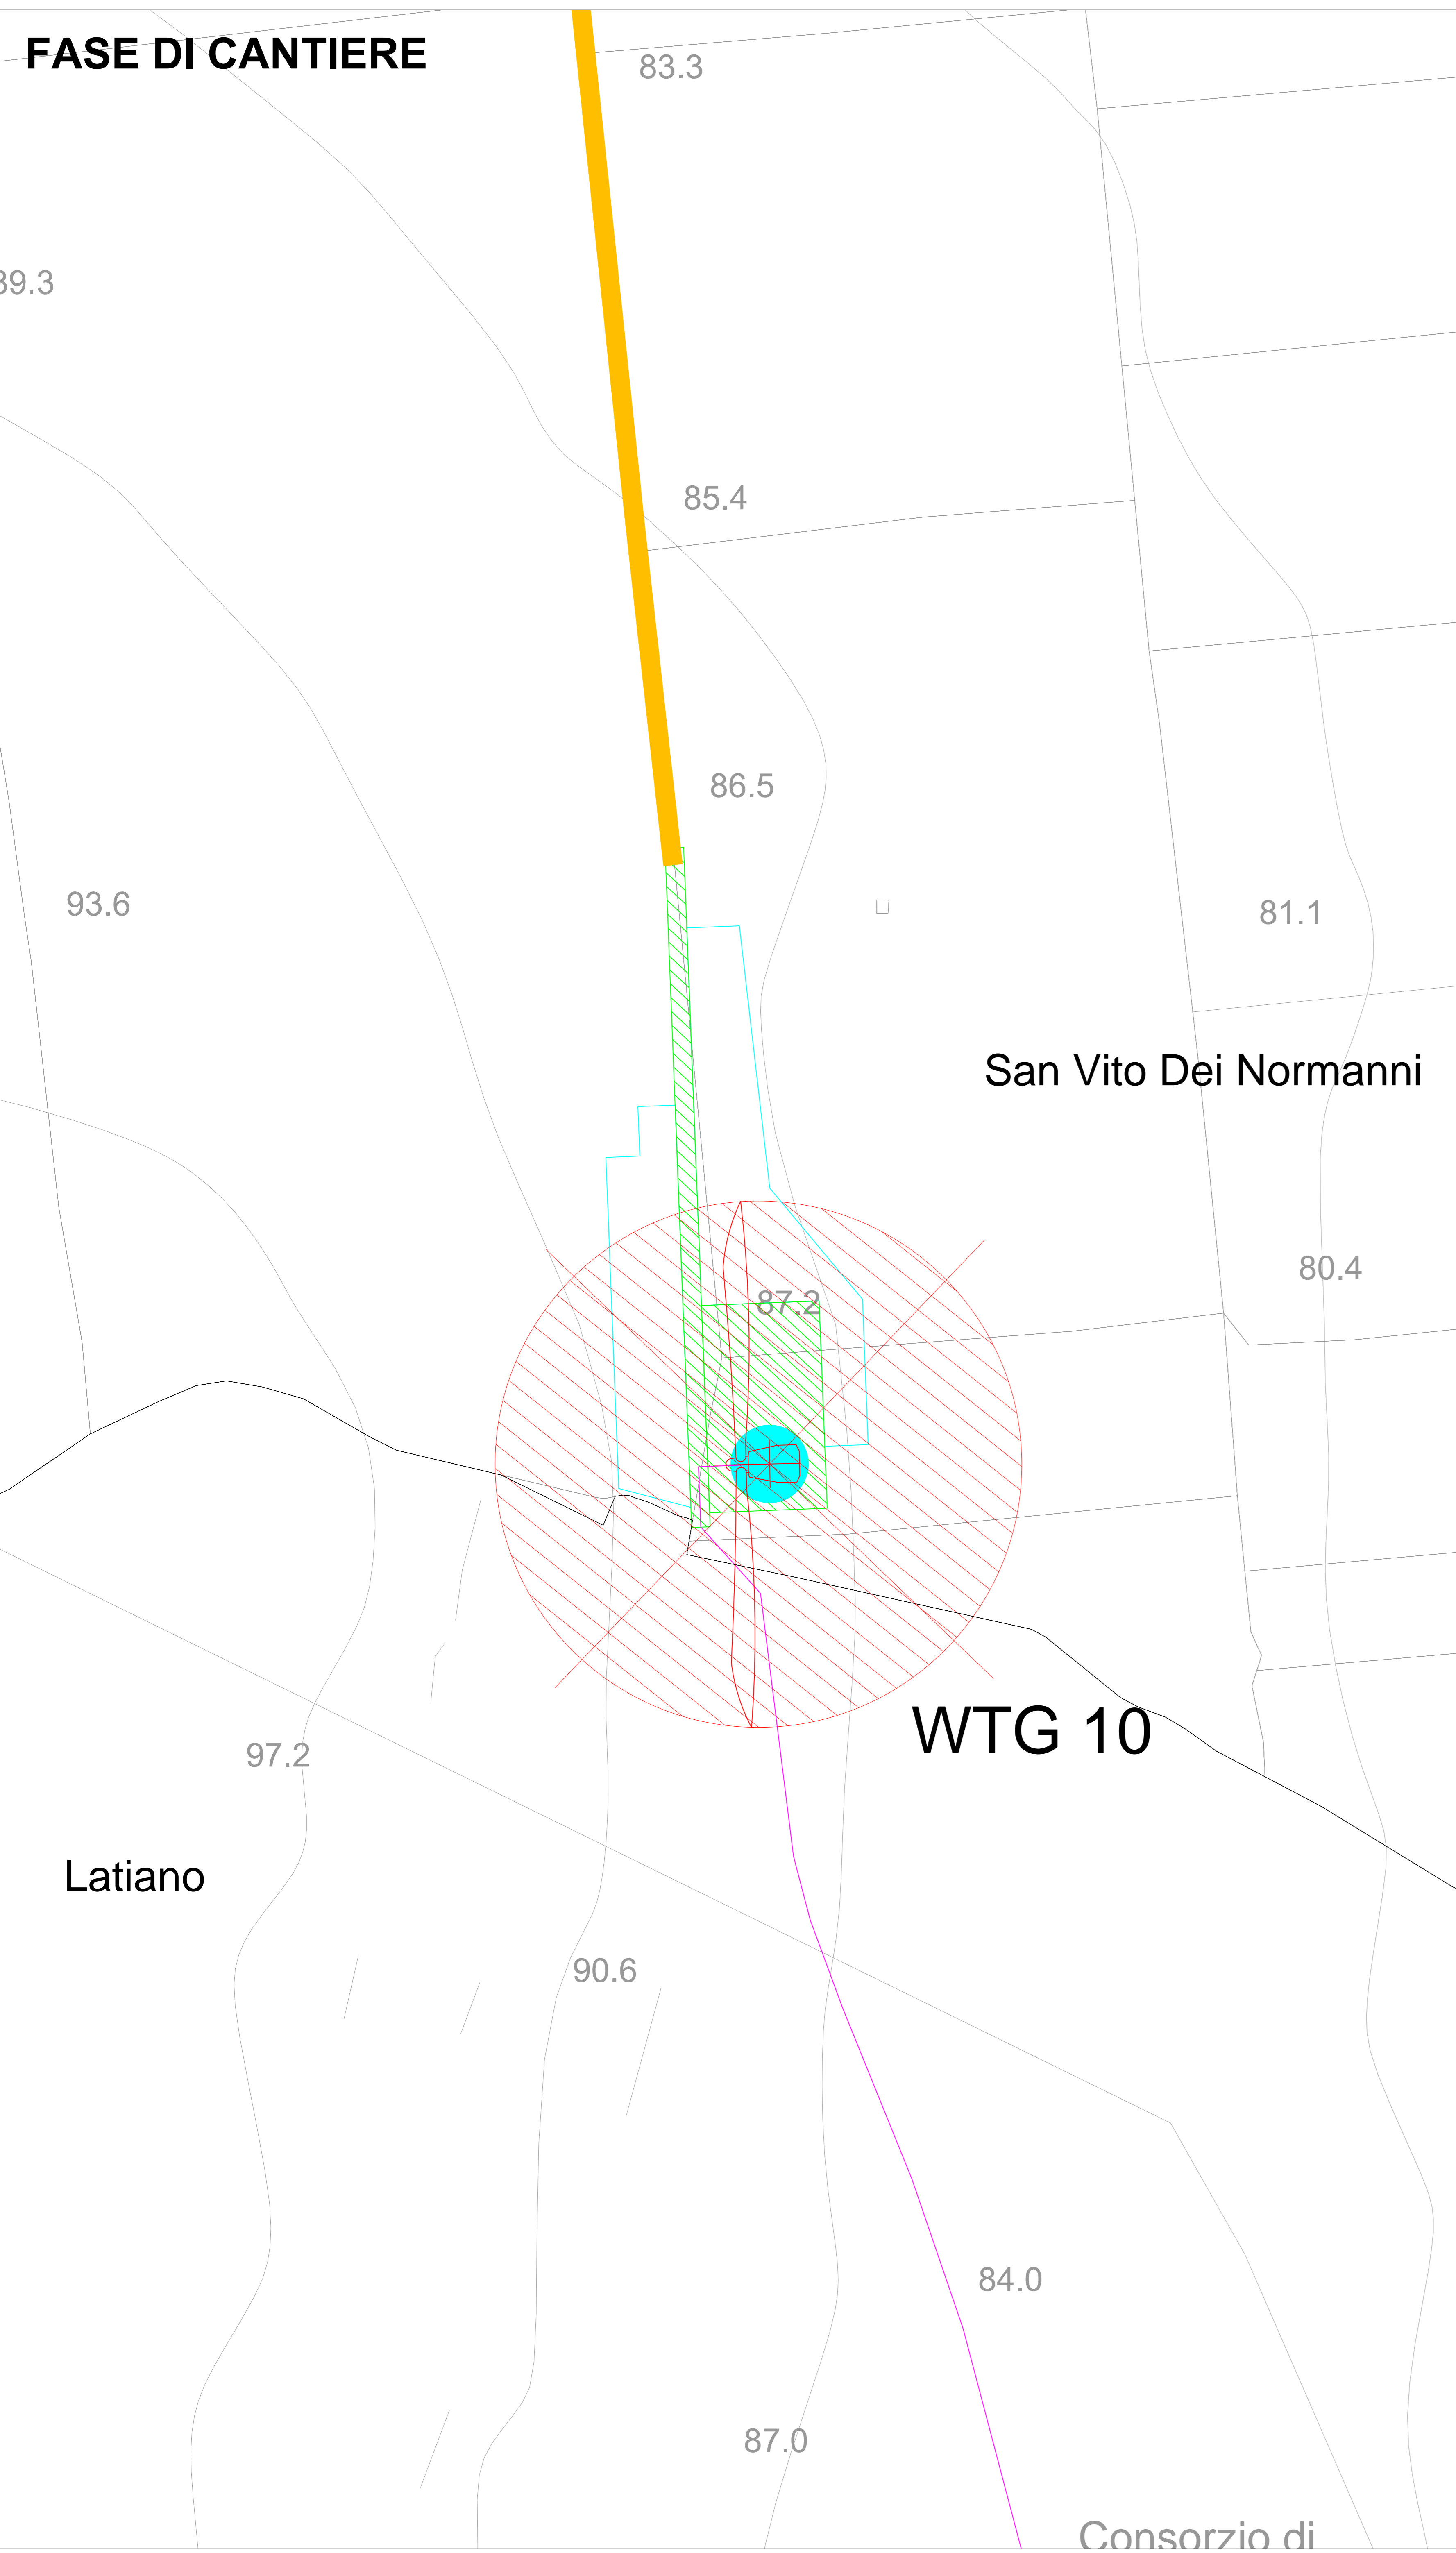 FASE DI CANTIERE
83.3
39.3
85.4
86.5
93.6
81.1
San Vito Dei Normanni
80.4
87.2
WTG 10
97.2
Latiano
90.6
84.0
87.0
Consorzio di